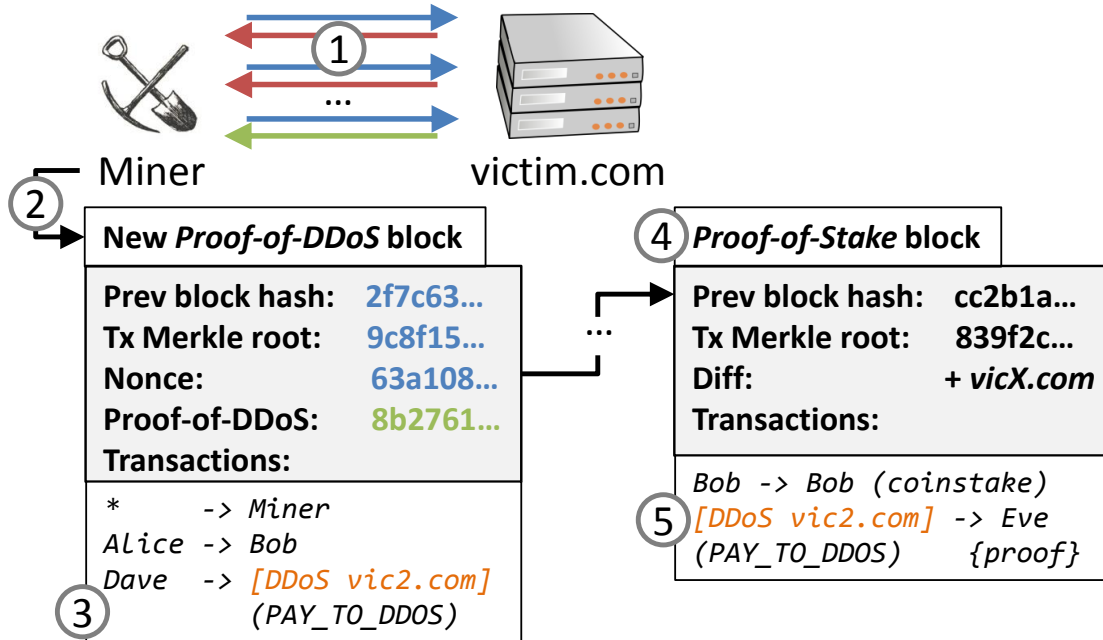 1
...
Miner
victim.com
2
New Proof-of-DDoS block
Prev block hash: 2f7c63...
Tx Merkle root: 9c8f15...
Nonce: 63a108...
Proof-of-DDoS: 8b2761...
Transactions:
* -> Miner
Alice -> Bob
Dave -> [DDoS vic2.com]
3
(PAY_TO_DDOS)
...
4
Proof-of-Stake block
Prev block hash: cc2b1a...
Tx Merkle root: 839f2c...
Diff: + vicX.com
Transactions:
Bob -> Bob (coinstake)
5
[DDoS vic2.com] -> Eve
(PAY_TO_DDOS) {proof}